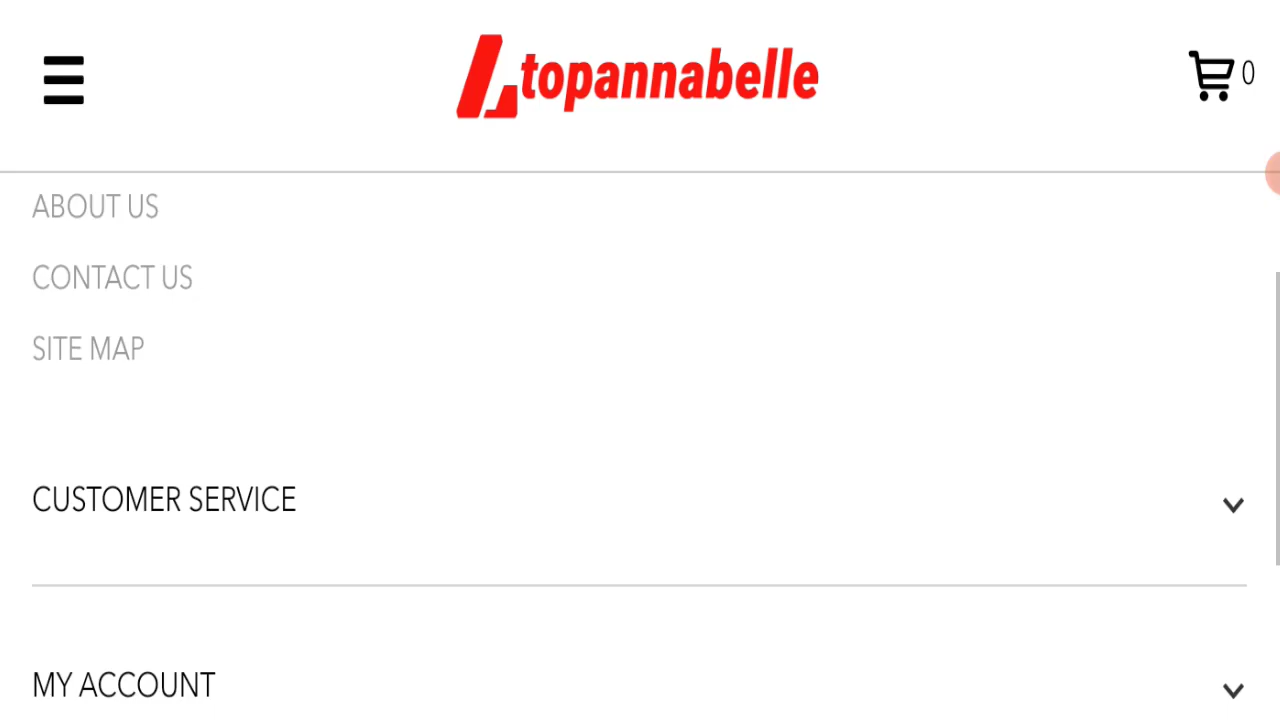 topannabelle
0
ABOUT US
CONTACT US
SITE MAP
CUSTOMER SERVICE
MY ACCOUNT